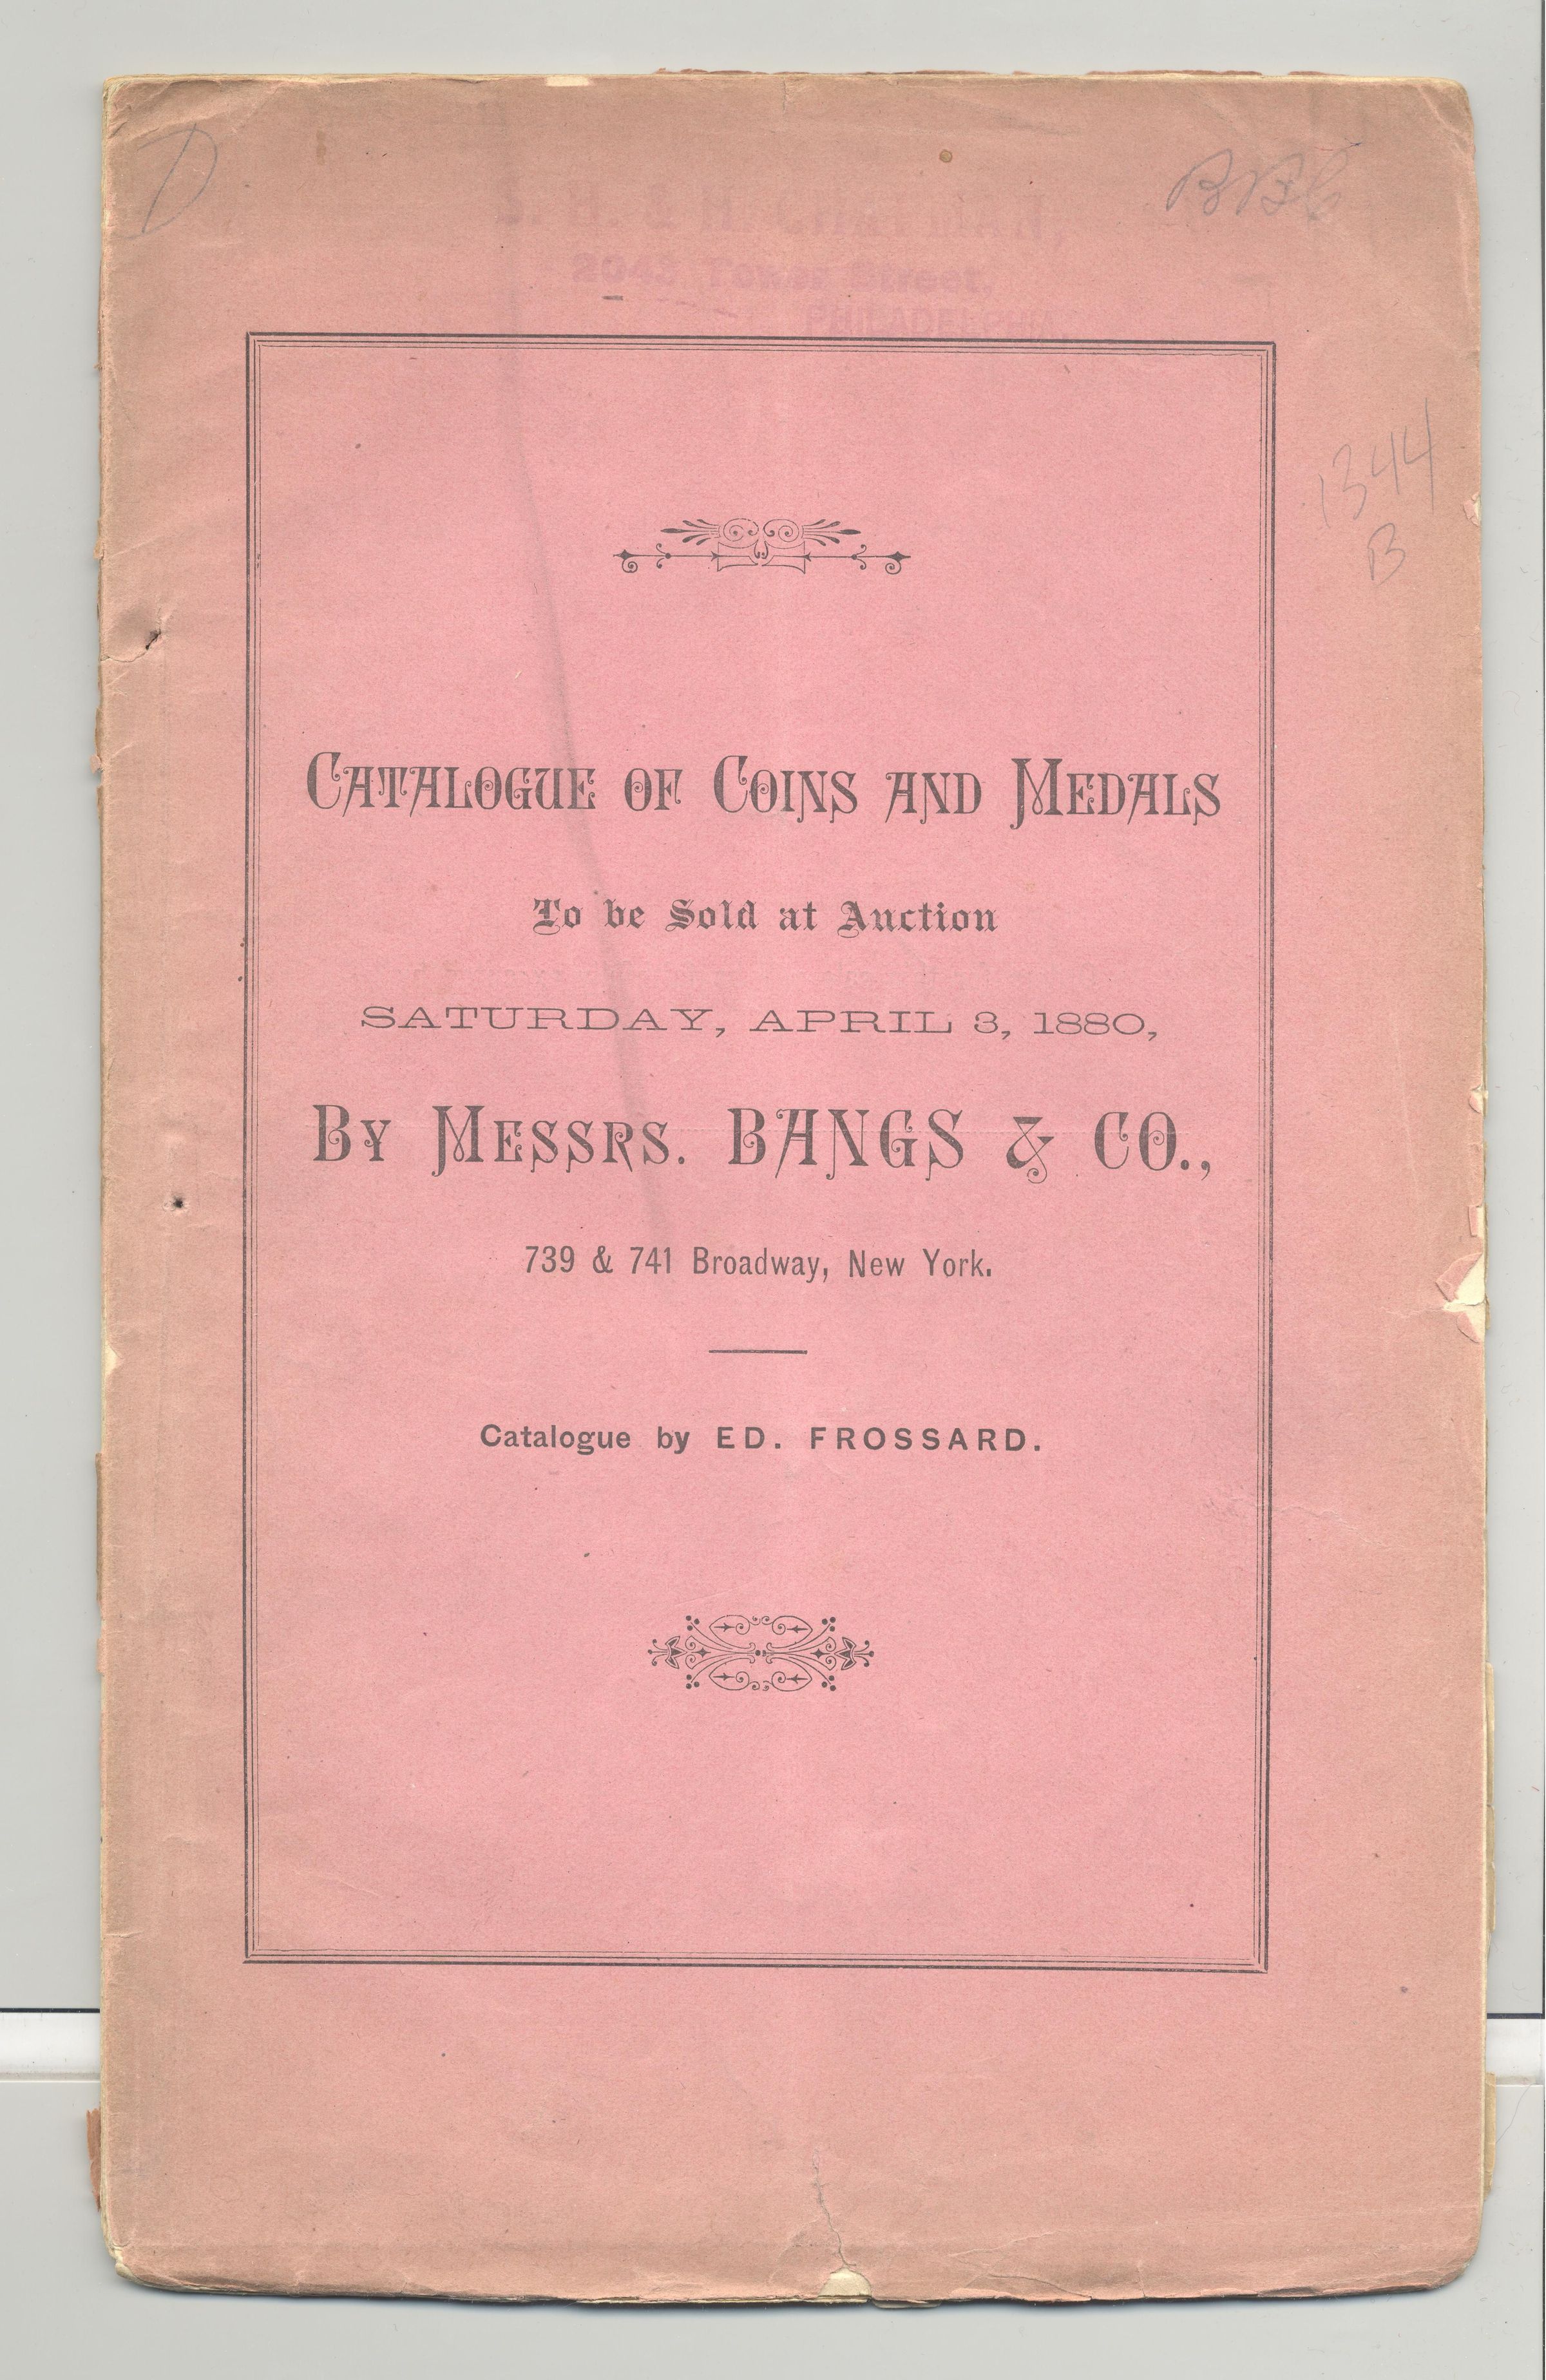 D
S. H. & H. CHAPMAN,
Tower Street,
PHILADELPHIA.
1344
B
CATALOGUE OF COINS AND MEDALS
To be Sold at Auction
SATURDAY, APRIL 3, 1880,
BY MESSRS. BANGS & CO.,
739 & 741 Broadway, New York.
Catalogue by ED. FROSSARD.